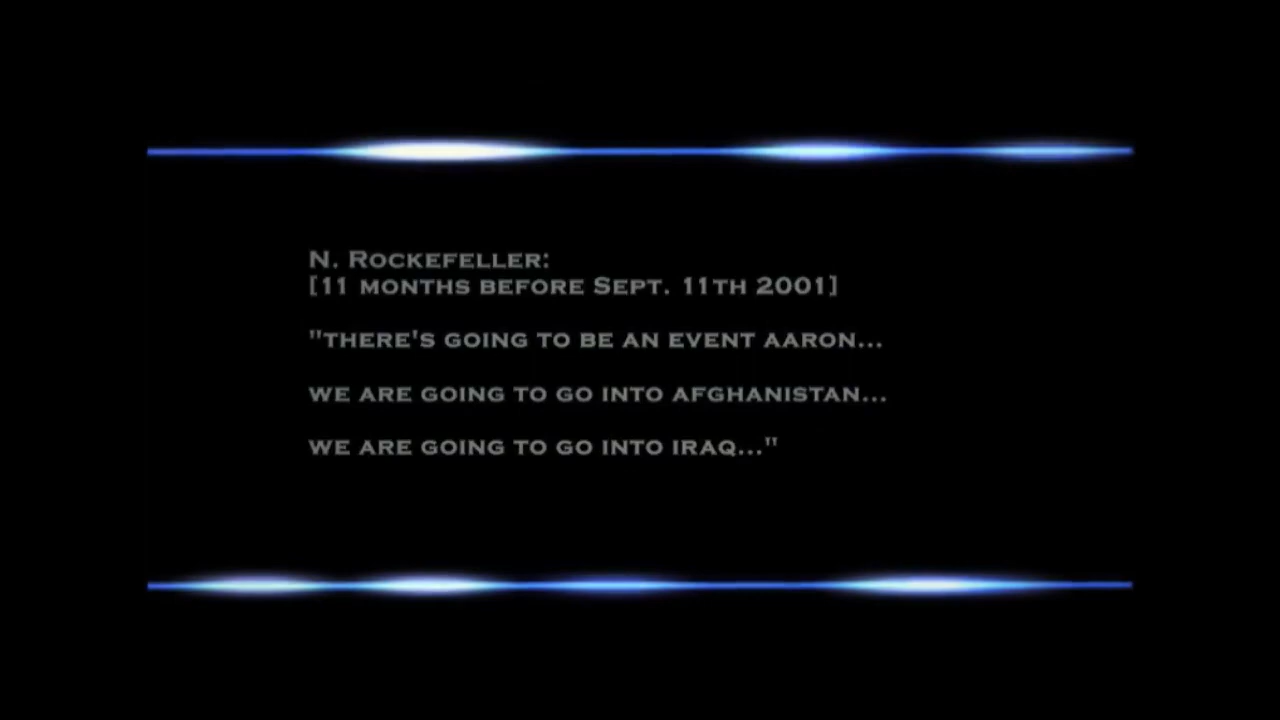 N. Rockefeller:
[11 months before Sept. 11th 2001]
"there's going to be an event aaron...
we are going to go into afghanistan...
we are going to go into iraq..."